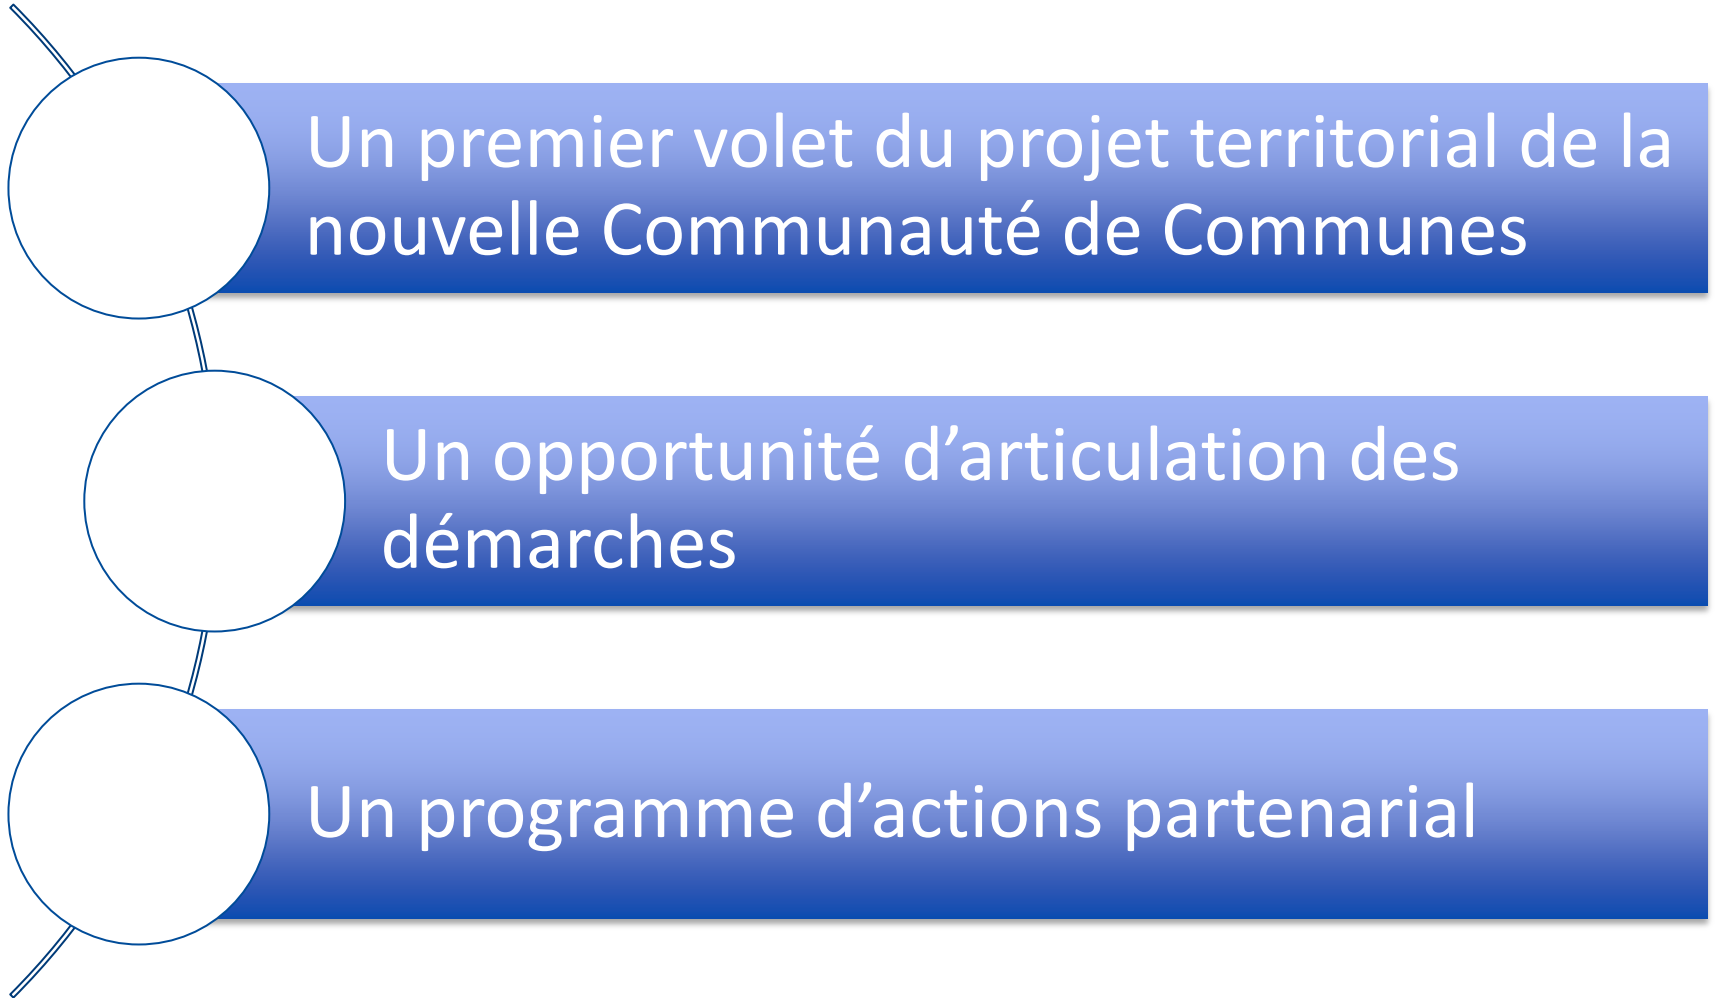 Un premier volet du projet territorial de la
nouvelle Communauté de Communes
Un opportunité d’articulation des
démarches
Un programme d’actions partenarial